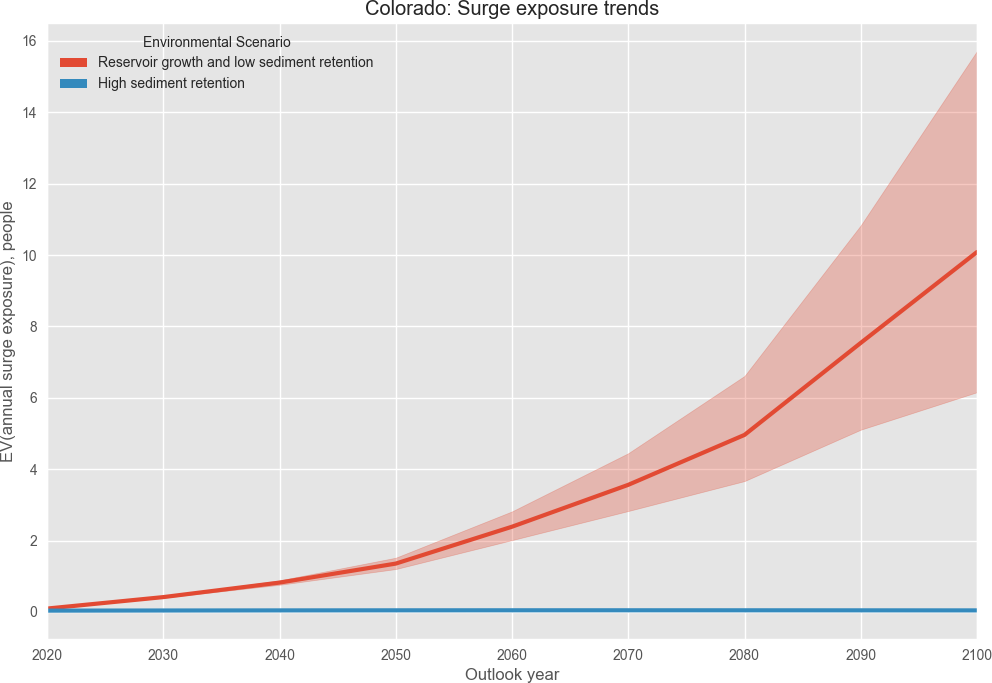 Colorado: Surge exposure trends
16
14
12
10
8
6
4
2
0
EV(annual surge exposure), people
Environmental Scenario
Reservoir growth and low sediment retention
High sediment retention
2020 2030 2040 2050 2060 2070 2080 2090 2100
Outlook year